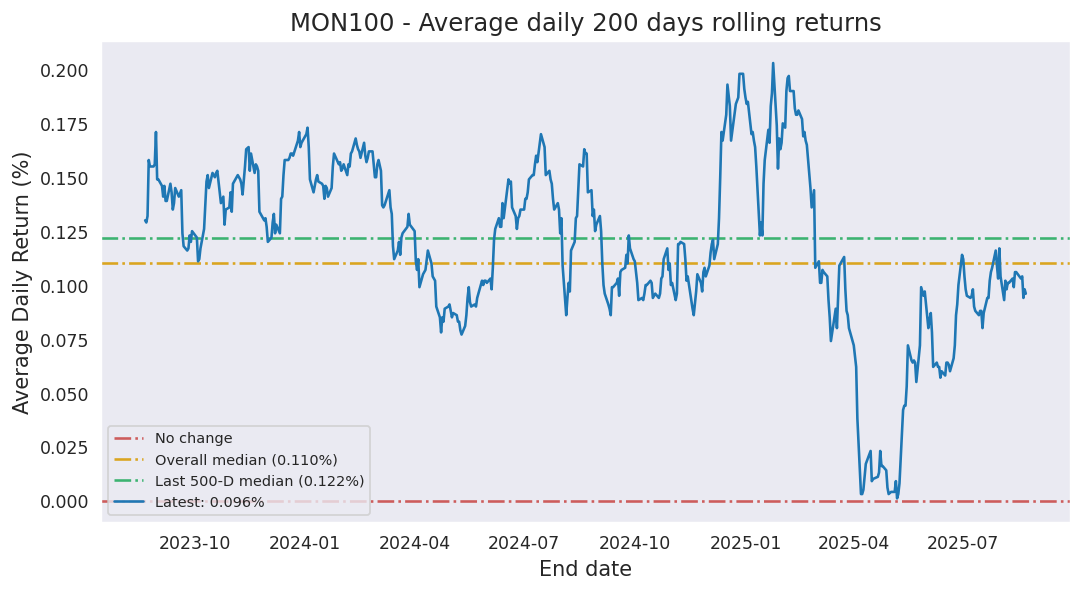 MON100 - Average daily 200 days rolling returns
Average Daily Return (%)
0.200
0.175
0.150
0.125
0.100
0.075
0.050
0.025
0.000
No change
Overall median (0.110%)
Last 500-D median (0.122%)
Latest: 0.096%
2023-10
2024-01
2024-04
2024-07
2024-10
2025-01
2025-04
2025-07
End date